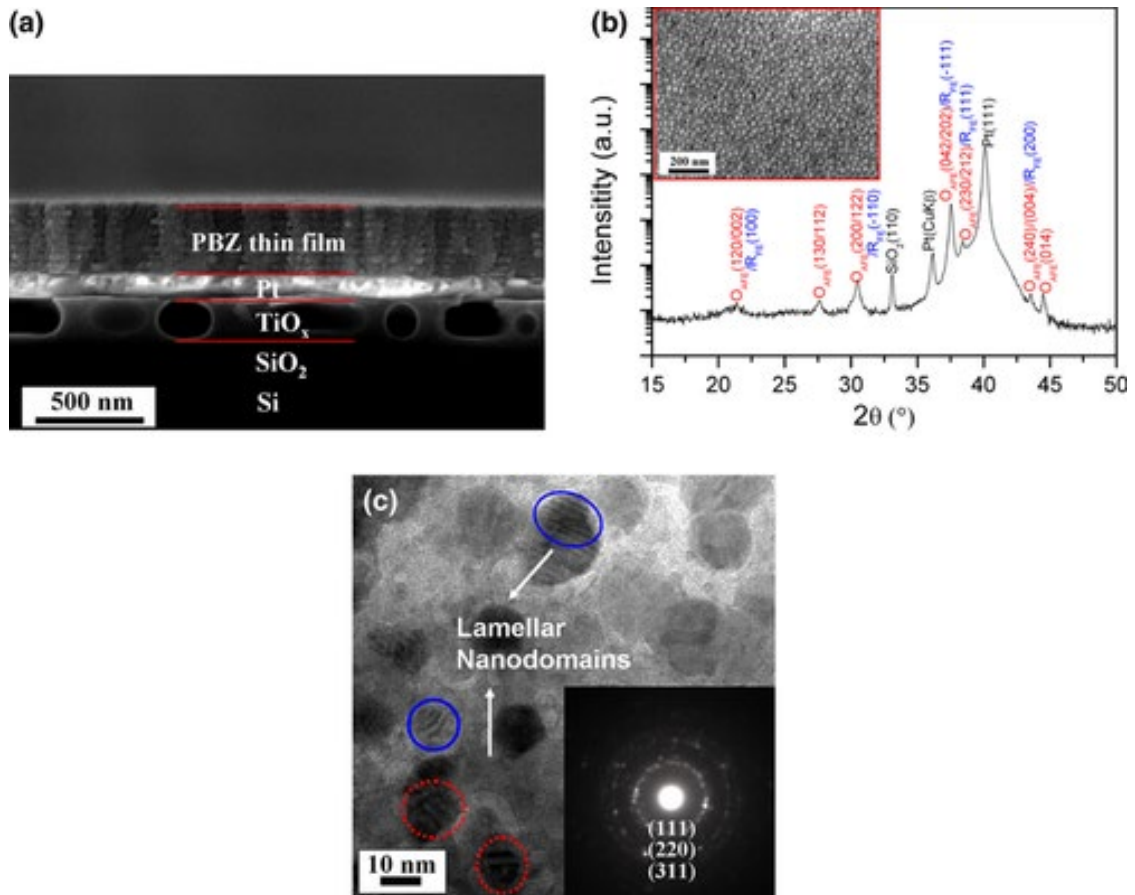 (a)
PBZ thin film
Pt
TiOx
SiO2
Si
500 nm
(b)
Intensitity (a.u.)
200 nm
OAFE(120/002)
/RFE(100)
OAFE(130/112)
OAFE(200/122)
/RFE(-110)
SiO2(110)
Pt(CuKβ)
OAFE(042/202)/RFE(-111)
OAFE(230/212)/RFE(111)
Pt(111)
OAFE(240)/(004)/RFE(200)
OAFE(014)
15 20 25 30 35 40 45 50
2θ (°)
(c)
Lamellar
Nanodomains
10 nm
(111)
(220)
(311)